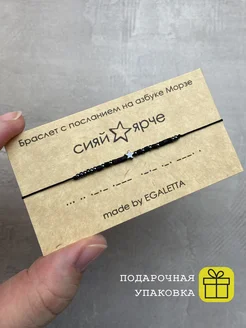 Браслет с посланием на азбуке Морзе
сияй ярче
made by EGALETTA
ПОДАРОЧНАЯ
УПАКОВКА